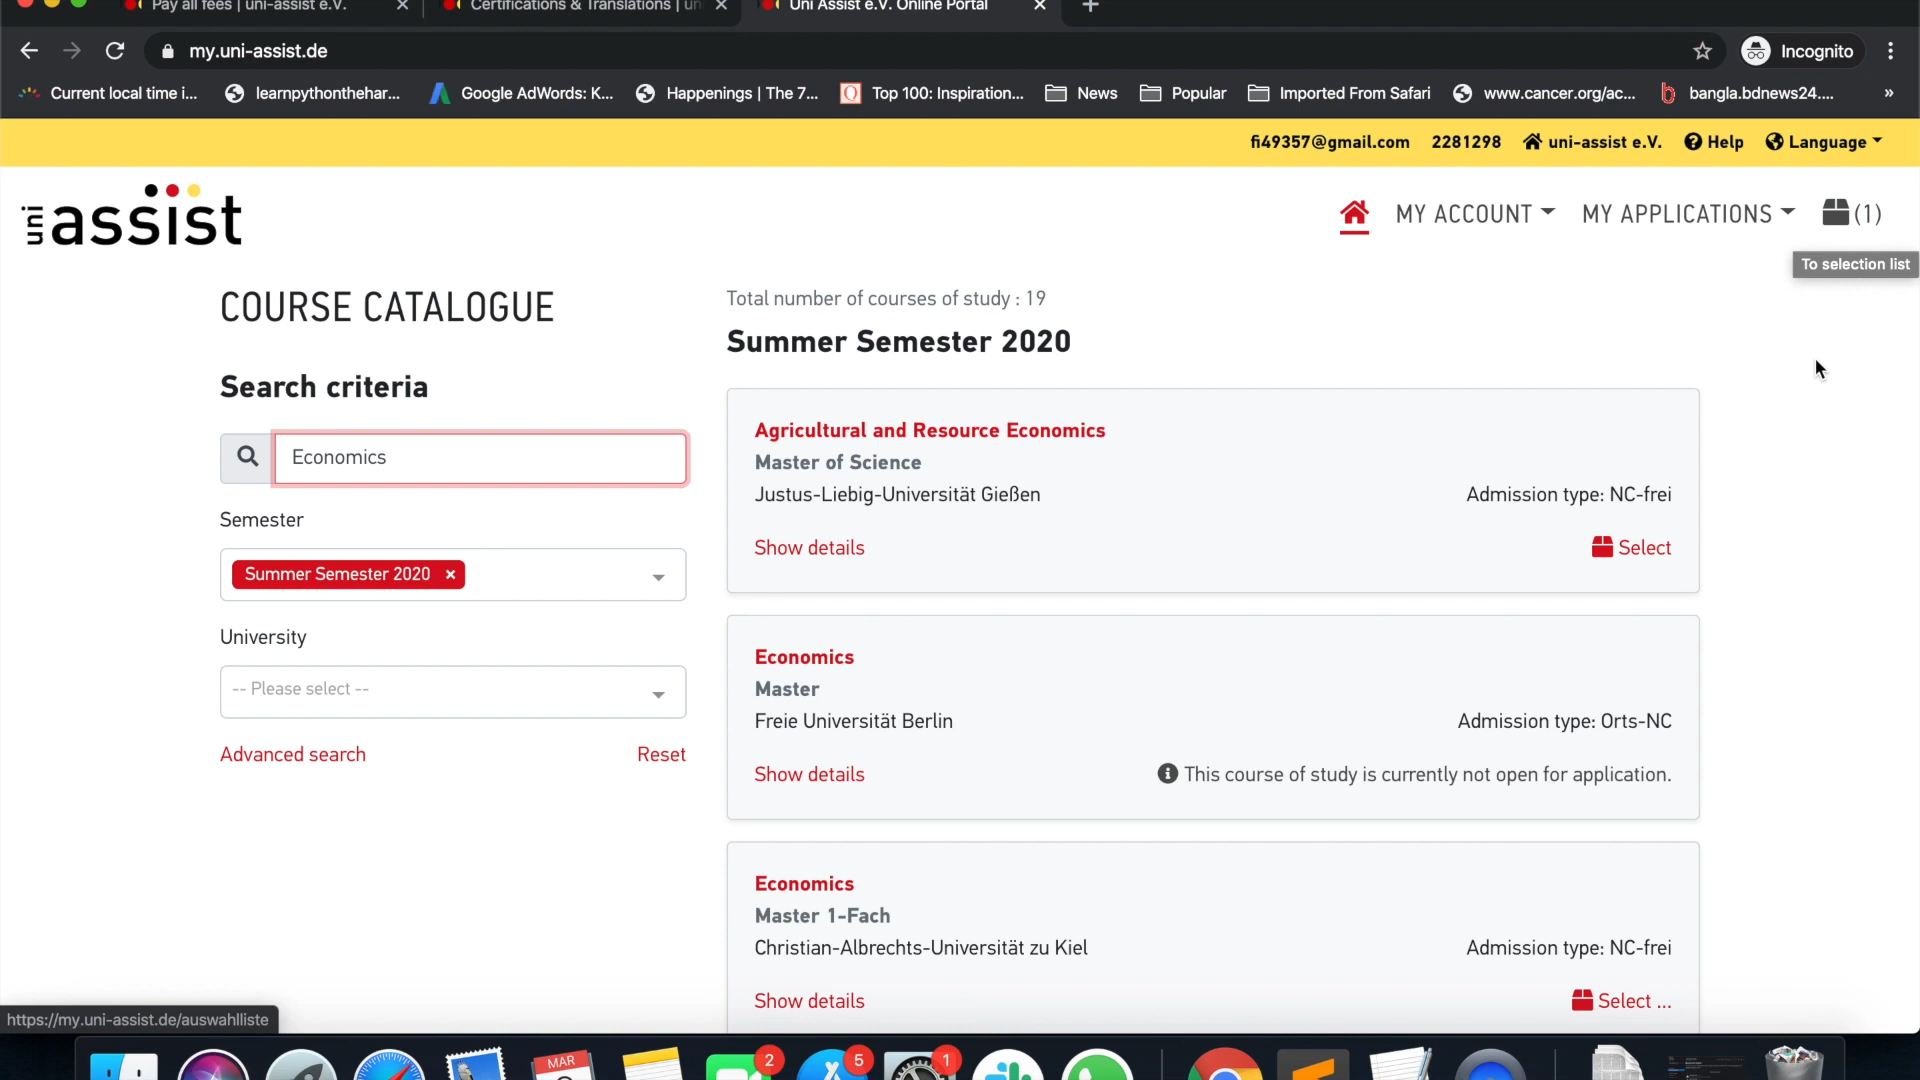 Pay all fees | uni-assist e.V.
Certifications & Translations | un
Uni Assist e.V. Online Portal
my.uni-assist.de
Incognito
Current local time i...
learnpythonthehar...
Google AdWords: K...
Happenings | The 7...
Top 100: Inspiration...
News
Popular
Imported From Safari
www.cancer.org/ac...
bangla.bdnews24....
»
fi49357@gmail.com 2281298 uni-assist e.V. Help Language
uni assist
MY ACCOUNT MY APPLICATIONS (1)
To selection list
COURSE CATALOGUE
Search criteria
Economics
Semester
Summer Semester 2020 ×
University
-- Please select --
Advanced search Reset
Total number of courses of study : 19
Summer Semester 2020
Agricultural and Resource Economics
Master of Science
Justus-Liebig-Universität Gießen Admission type: NC-frei
Show details Select
Economics
Master
Freie Universität Berlin Admission type: Orts-NC
Show details This course of study is currently not open for application.
Economics
Master 1-Fach
Christian-Albrechts-Universität zu Kiel Admission type: NC-frei
Show details Select ...
https://my.uni-assist.de/auswahlliste
MAR
2
5
1